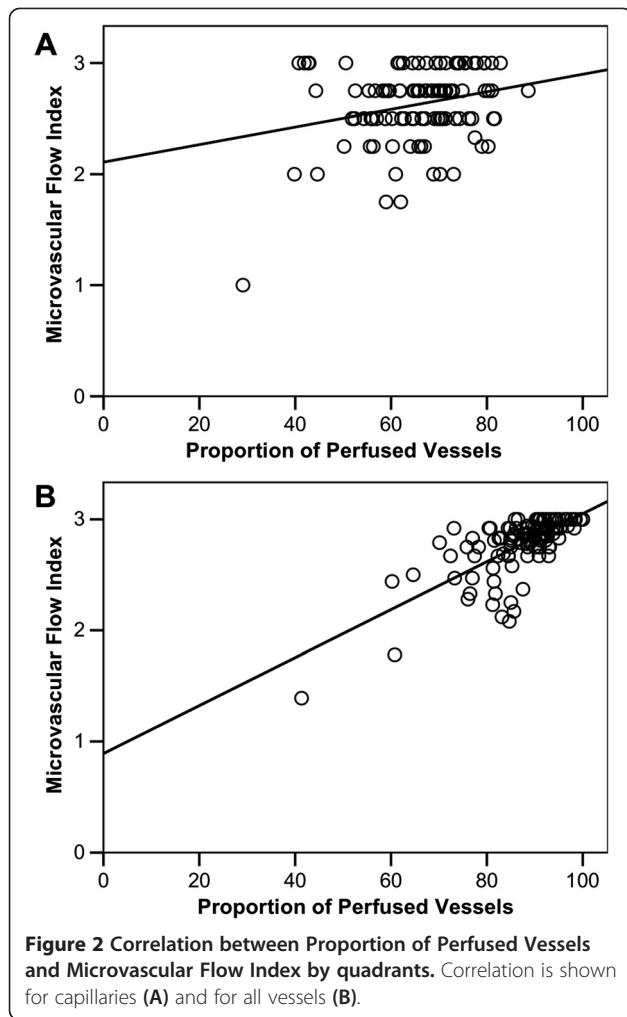 A
Microvascular Flow Index
3
2
1
0
0 20 40 60 80 100
Proportion of Perfused Vessels
B
Microvascular Flow Index
3
2
1
0
0 20 40 60 80 100
Proportion of Perfused Vessels
Figure 2 Correlation between Proportion of Perfused Vessels
and Microvascular Flow Index by quadrants. Correlation is shown
for capillaries (A) and for all vessels (B).